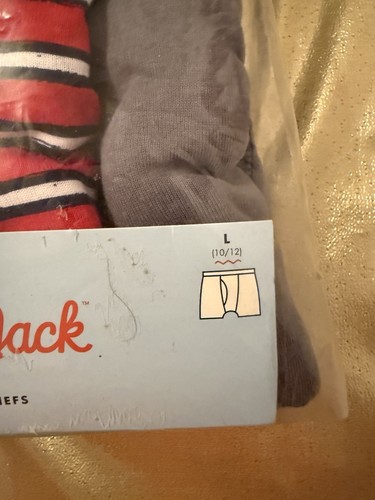 L
(10/12)
Jack™
IEFS